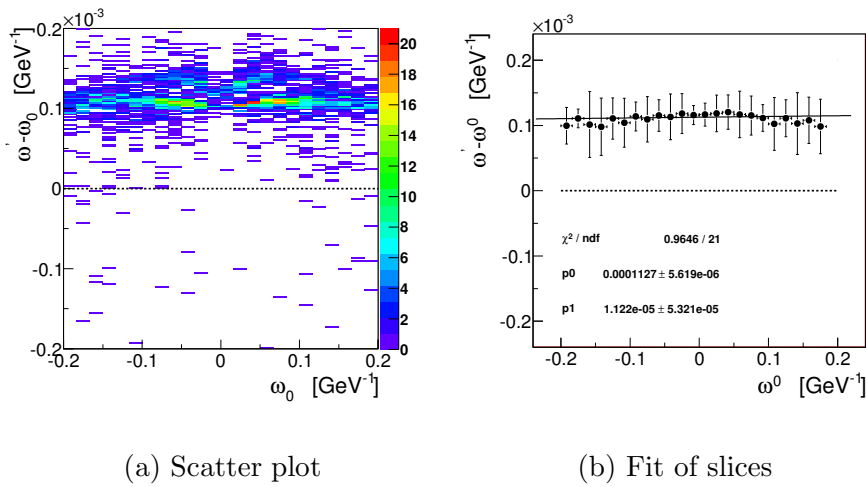 ×10⁻³
ω'-ω₀ [GeV⁻¹]
0.2
0.1
0
-0.1
-0.2
-0.2 -0.1 0 0.1 0.2
ω₀ [GeV⁻¹]
20
18
16
14
12
10
8
6
4
2
0
(a) Scatter plot
×10⁻³
ω'-ω⁰ [GeV⁻¹]
0.2
0.1
0
-0.1
-0.2
χ² / ndf 0.9646 / 21
p0 0.0001127 ± 5.619e-06
p1 1.122e-05 ± 5.321e-05
-0.2 -0.1 0 0.1 0.2
ω⁰ [GeV⁻¹]
(b) Fit of slices